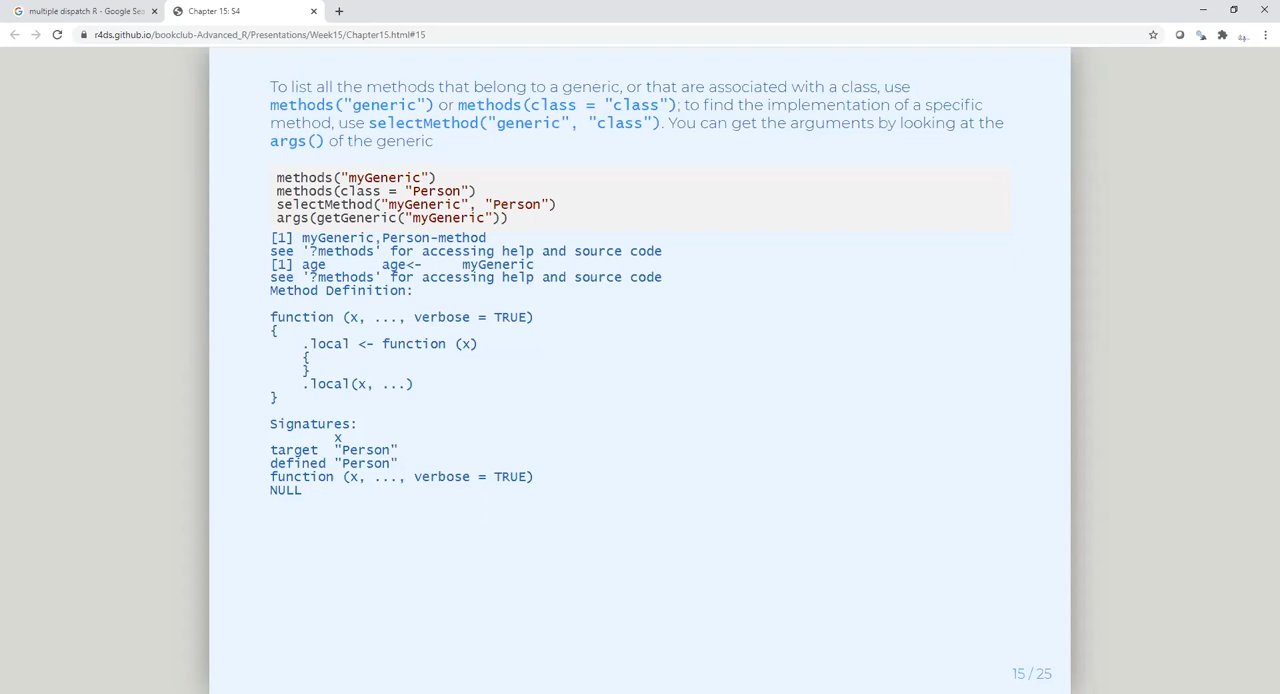 multiple dispatch R - Google Sea
Chapter 15: S4
r4ds.github.io/bookclub-Advanced_R/Presentations/Week15/Chapter15.html#15
To list all the methods that belong to a generic, or that are associated with a class, use
methods("generic") or methods(class = "class"); to find the implementation of a specific
method, use selectMethod("generic", "class"). You can get the arguments by looking at the
args() of the generic
methods("myGeneric")
methods(class = "Person")
selectMethod("myGeneric", "Person")
args(getGeneric("myGeneric"))
[1] myGeneric,Person-method
see '?methods' for accessing help and source code
[1] age       age<-     myGeneric
see '?methods' for accessing help and source code
Method Definition:
function (x, ..., verbose = TRUE)
{
    .local <- function (x)
    {
    }
    .local(x, ...)
}
Signatures:
        x
target  "Person"
defined "Person"
function (x, ..., verbose = TRUE)
NULL
15 / 25